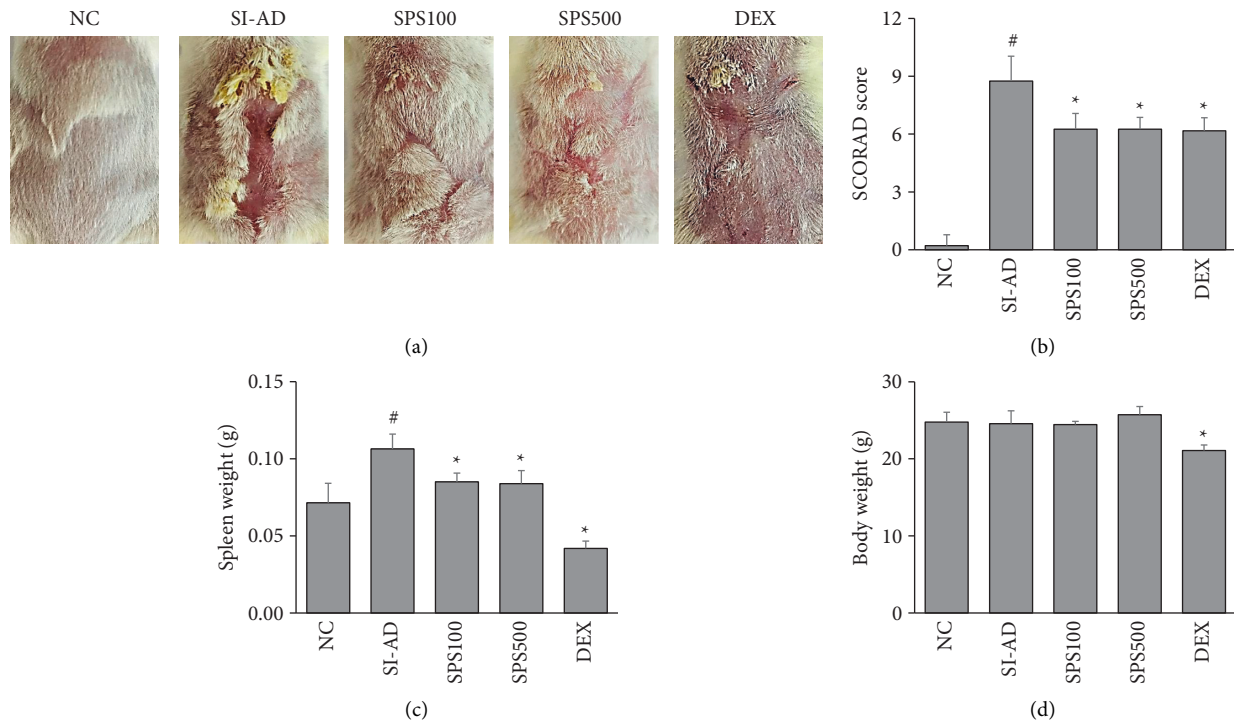 NC SI-AD SPS100 SPS500 DEX
(a)
SCORAD score
12
9
6
3
0
#
*
*
*
NC
SI-AD
SPS100
SPS500
DEX
(b)
Spleen weight (g)
0.15
0.10
0.05
0.00
#
*
*
*
NC
SI-AD
SPS100
SPS500
DEX
(c)
Body weight (g)
30
20
10
0
*
NC
SI-AD
SPS100
SPS500
DEX
(d)